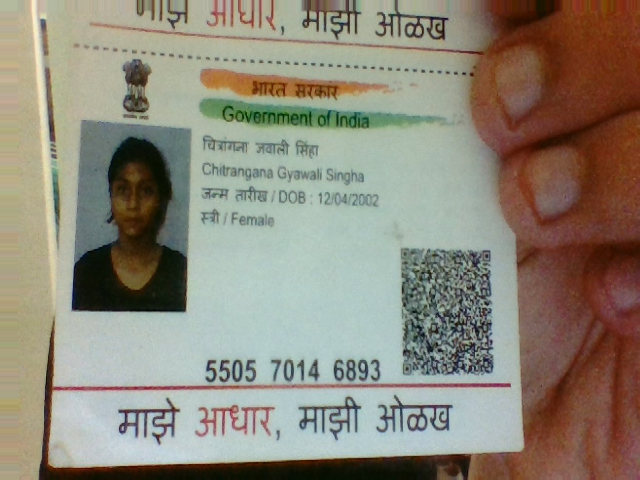 माझे आधार, माझी ओळख
भारत सरकार
Government of India
चित्रांगना ज्वाली सिंहा
Chitrangana Gyawali Singha
जन्म तारीख / DOB : 12/04/2002
स्त्री / Female
5505 7014 6893
माझे आधार, माझी ओळख